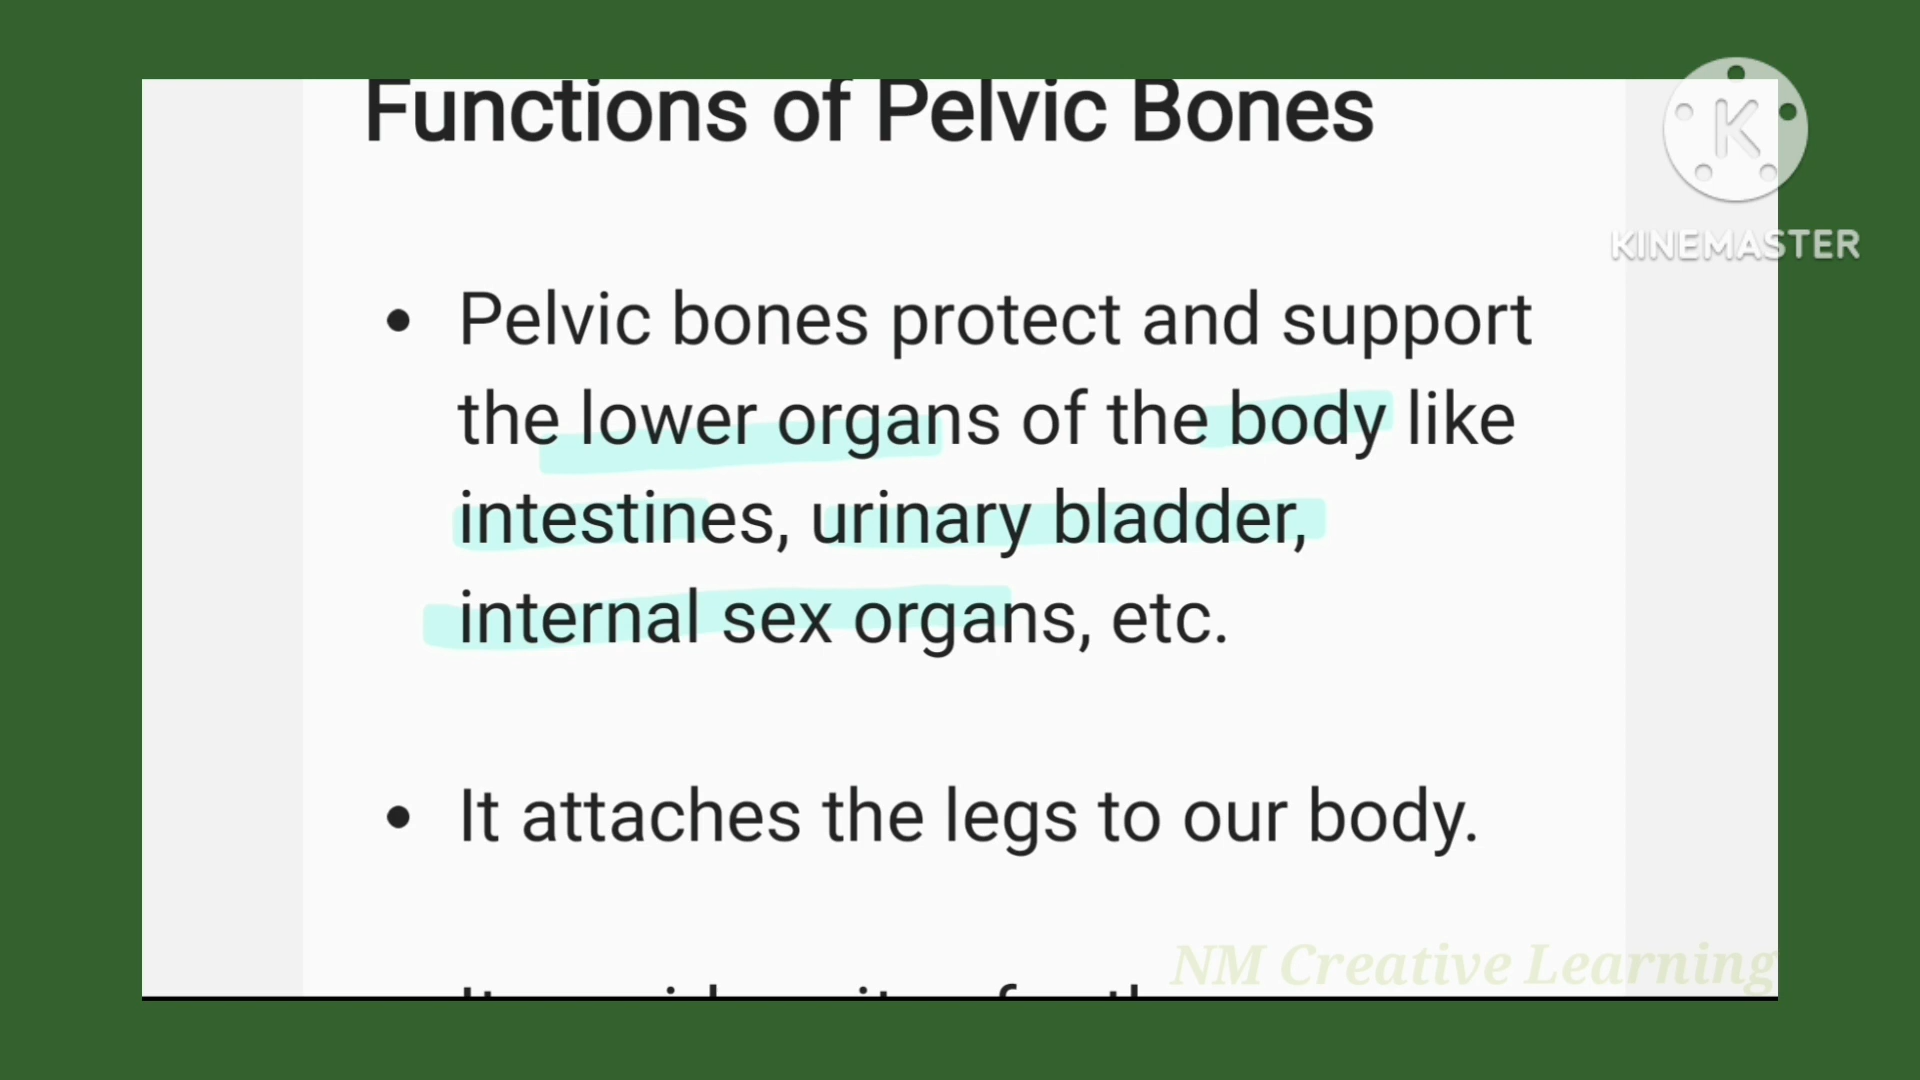 Functions of Pelvic Bones
K
KINEMASTER
• Pelvic bones protect and support
the lower organs of the body like
intestines, urinary bladder,
internal sex organs, etc.
• It attaches the legs to our body.
NM Creative Learning